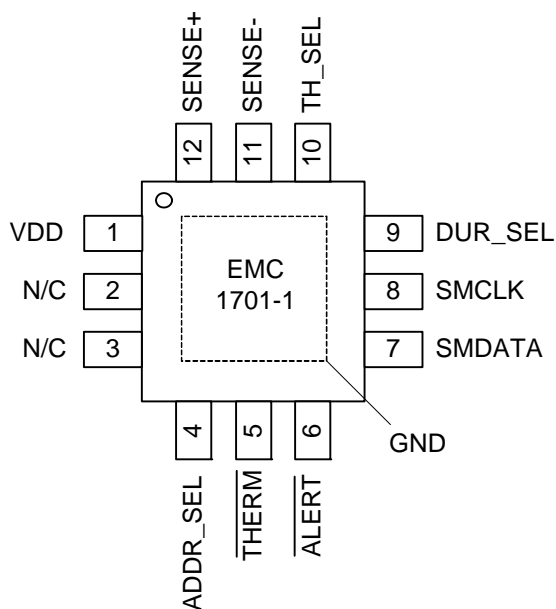 SENSE+
SENSE-
TH_SEL
12
11
10
VDD 1
9 DUR_SEL
N/C 2
EMC
1701-1
8 SMCLK
N/C 3
7 SMDATA
4
5
6
GND
ADDR_SEL
THERM
ALERT